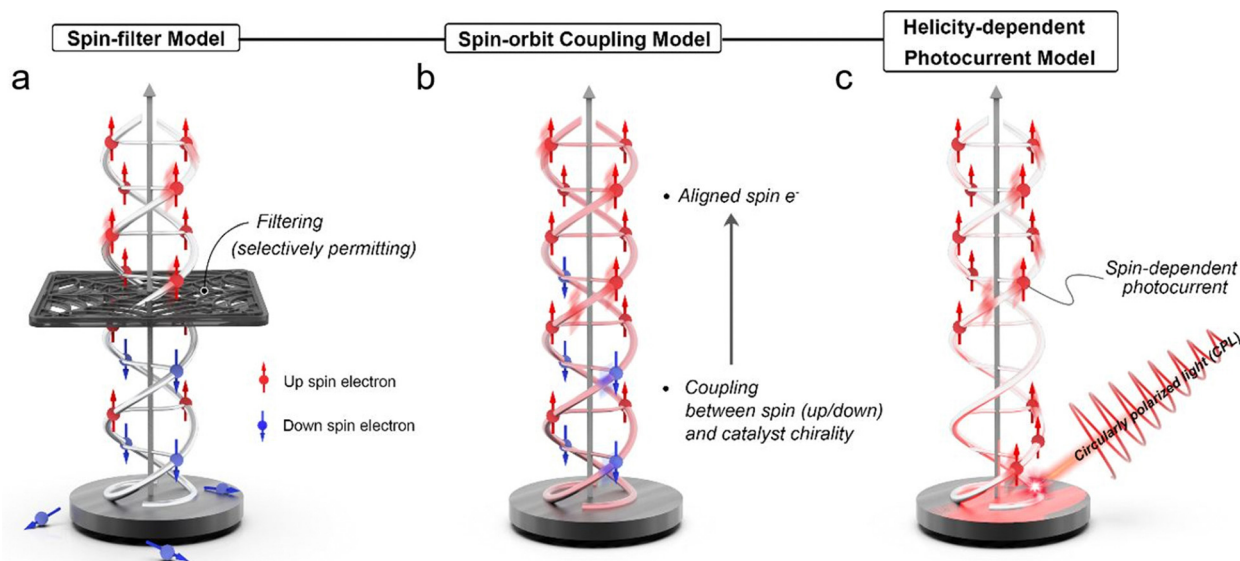 Spin-filter Model
Spin-orbit Coupling Model
Helicity-dependent
Photocurrent Model
a
Filtering
(selectively permitting)
Up spin electron
Down spin electron
b
• Aligned spin e⁻
• Coupling
between spin (up/down)
and catalyst chirality
c
Spin-dependent
photocurrent
Circularly polarized light (CPL)